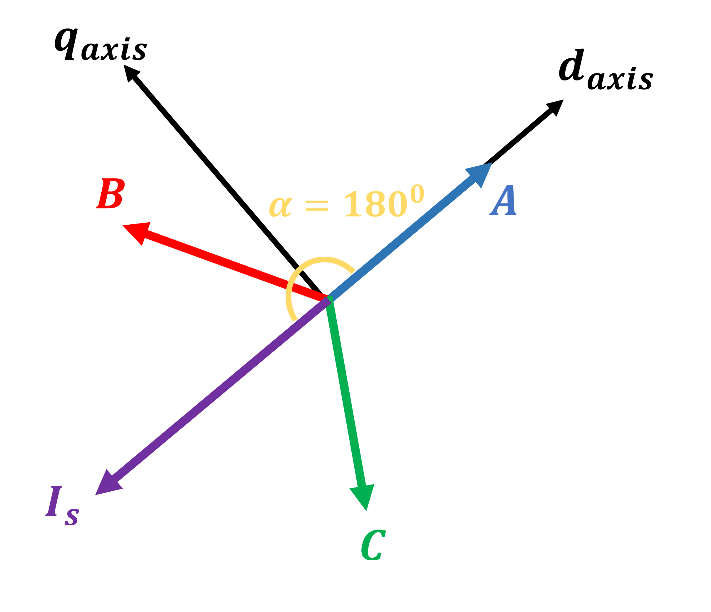 q_axis
d_axis
B
α = 180⁰
A
I_s
C